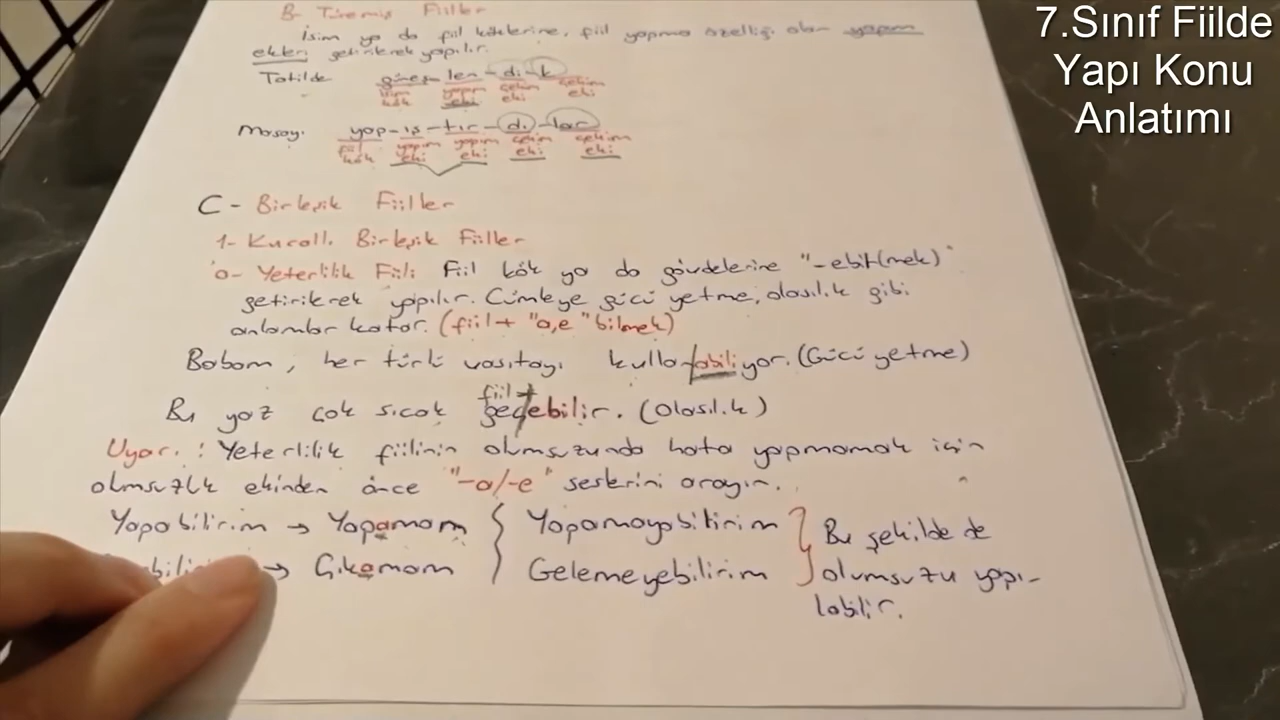 7.Sınıf Fiilde
Yapı Konu
Anlatımı
B- Türemiş Fiiller
İsim ya da fiil köklerine, fiil yapma özelliği olan yapım
ekleri getirilerek yapılır.
Tatilde güneş-len-di-k
isim kök yapım eki çekim eki çekim eki
Masayı yap-ış-tır-dı-lar
fiil kök yapım eki yapım eki çekim eki çekim eki
C- Birleşik Fiiller
1- Kurallı Birleşik Fiiller
a- Yeterlilik Fiili: Fiil kök ya da gövdelerine "-ebil(mek)"
getirilerek yapılır. Cümleye gücü yetme, olasılık gibi
anlamlar katar. (fiil+ "a,e" bilmek)
Babam, her türlü vasıtayı kullanabiliyor. (Gücü yetme)
fiil+
Bu yaz çok sıcak geçebilir. (Olasılık)
Uyarı: Yeterlilik fiilinin olumsuzunda hata yapmamak için
olumsuzluk ekinden önce "-a/-e" seslerini arayın.
Yapabilirim → Yapamam { Yapamayabilirim } Bu şekilde de
→ Çıkamam Gelemeyebilirim olumsuzu yapı-
labilir.